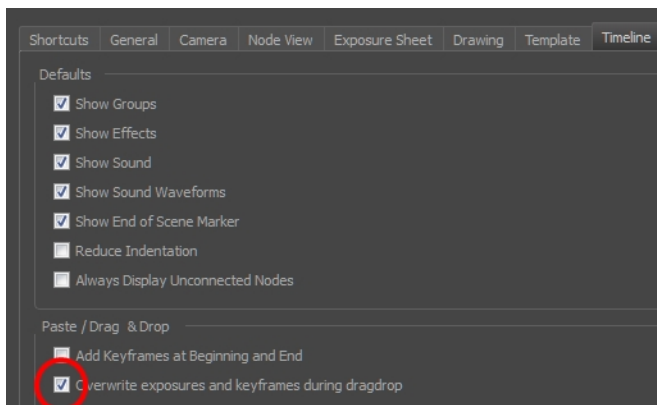 Shortcuts General Camera Node View Exposure Sheet Drawing Template Timeline
Defaults
Show Groups
Show Effects
Show Sound
Show Sound Waveforms
Show End of Scene Marker
Reduce Indentation
Always Display Unconnected Nodes
Paste / Drag & Drop
Add Keyframes at Beginning and End
Overwrite exposures and keyframes during dragdrop